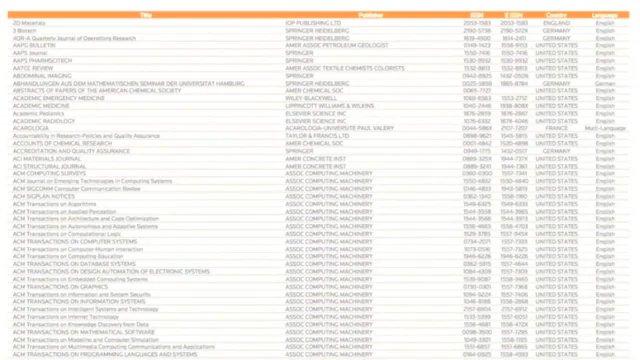 Title Publisher ISSN E-ISSN Country Language
2D Materials IOP PUBLISHING LTD 2053-1583 2053-1583 ENGLAND English
3 Biotech SPRINGER HEIDELBERG 2190-5738 GERMANY English
4OR-A Quarterly Journal of Operations Research SPRINGER HEIDELBERG 1619-4500 1614-2411 GERMANY English
AAPG BULLETIN AMER ASSOC PETROLEUM GEOLOGIST 0149-1423 1558-9153 UNITED STATES English
AAPS Journal SPRINGER 1550-7416 1550-7416 UNITED STATES English
AAPS PHARMSCITECH SPRINGER 1530-9932 1530-9932 UNITED STATES English
AATCC REVIEW AMER ASSOC TEXTILE CHEMISTS COLORISTS 1532-8813 1532-8813 UNITED STATES English
ABDOMINAL IMAGING SPRINGER 0942-8925 1432-0509 UNITED STATES English
ABHANDLUNGEN AUS DEM MATHEMATISCHEN SEMINAR DER UNIVERSITAT HAMBURG SPRINGER HEIDELBERG 0025-5858 1865-8784 GERMANY German
ABSTRACTS OF PAPERS OF THE AMERICAN CHEMICAL SOCIETY AMER CHEMICAL SOC 0065-7727 UNITED STATES English
ACADEMIC EMERGENCY MEDICINE WILEY-BLACKWELL 1069-6563 1553-2712 UNITED STATES English
ACADEMIC MEDICINE LIPPINCOTT WILLIAMS & WILKINS 1040-2446 UNITED STATES English
Academic Pediatrics ELSEVIER SCIENCE INC 1876-2859 1876-2867 UNITED STATES English
ACADEMIC RADIOLOGY ELSEVIER SCIENCE INC 1076-6332 1878-4046 UNITED STATES English
ACAROLOGIA ACAROLOGIA-UNIVERSITE PAUL VALERY 2107-7207 FRANCE Multi-Language
Accountability in Research-Policies and Quality Assurance TAYLOR & FRANCIS LTD 0898-9621 1545-5815 UNITED STATES English
ACCOUNTS OF CHEMICAL RESEARCH AMER CHEMICAL SOC 0001-4842 1520-4898 UNITED STATES English
ACCREDITATION AND QUALITY ASSURANCE SPRINGER 0949-1775 1432-0517 GERMANY English
ACI MATERIALS JOURNAL AMER CONCRETE INST 0889-325X UNITED STATES English
ACI STRUCTURAL JOURNAL AMER CONCRETE INST 0889-3241 1944-7361 UNITED STATES English
ACM COMPUTING SURVEYS ASSOC COMPUTING MACHINERY 0360-0300 1557-7341 UNITED STATES English
ACM Journal on Emerging Technologies in Computing Systems ASSOC COMPUTING MACHINERY 1550-4832 1550-4840 UNITED STATES English
ACM SIGCOMM Computer Communication Review ASSOC COMPUTING MACHINERY 0146-4833 1943-5819 UNITED STATES English
ACM SIGPLAN NOTICES ASSOC COMPUTING MACHINERY 0362-1340 1558-1160 UNITED STATES English
ACM Transactions on Algorithms ASSOC COMPUTING MACHINERY 1549-6325 1549-6333 UNITED STATES English
ACM Transactions on Applied Perception ASSOC COMPUTING MACHINERY 1544-3558 1544-3965 UNITED STATES English
ACM Transactions on Architecture and Code Optimization ASSOC COMPUTING MACHINERY 1544-3566 1544-3973 UNITED STATES English
ACM Transactions on Autonomous and Adaptive Systems ASSOC COMPUTING MACHINERY 1556-4665 1556-4703 UNITED STATES English
ACM Transactions on Computational Logic ASSOC COMPUTING MACHINERY 1529-3785 UNITED STATES English
ACM TRANSACTIONS ON COMPUTER SYSTEMS ASSOC COMPUTING MACHINERY 0734-2071 1557-7333 UNITED STATES English
ACM Transactions on Computer-Human Interaction ASSOC COMPUTING MACHINERY 1073-0516 1557-7325 UNITED STATES English
ACM Transactions on Computing Education ASSOC COMPUTING MACHINERY 1946-6226 1946-6226 UNITED STATES English
ACM TRANSACTIONS ON DATABASE SYSTEMS ASSOC COMPUTING MACHINERY 0362-5915 1557-4644 UNITED STATES English
ACM TRANSACTIONS ON DESIGN AUTOMATION OF ELECTRONIC SYSTEMS ASSOC COMPUTING MACHINERY 1084-4309 1557-7309 UNITED STATES English
ACM Transactions on Embedded Computing Systems ASSOC COMPUTING MACHINERY 1539-9087 1558-3465 UNITED STATES English
ACM TRANSACTIONS ON GRAPHICS ASSOC COMPUTING MACHINERY 0730-0301 1557-7368 UNITED STATES English
ACM Transactions on Information and System Security ASSOC COMPUTING MACHINERY 1094-9224 1557-7406 UNITED STATES English
ACM TRANSACTIONS ON INFORMATION SYSTEMS ASSOC COMPUTING MACHINERY 1046-8188 1558-2868 UNITED STATES English
ACM Transactions on Intelligent Systems and Technology ASSOC COMPUTING MACHINERY 2157-6904 2157-6912 UNITED STATES English
ACM Transactions on Internet Technology ASSOC COMPUTING MACHINERY 1533-5399 1557-6051 UNITED STATES English
ACM Transactions on Knowledge Discovery from Data ASSOC COMPUTING MACHINERY 1556-4681 1556-472X UNITED STATES English
ACM TRANSACTIONS ON MATHEMATICAL SOFTWARE ASSOC COMPUTING MACHINERY 0098-3500 1557-7295 UNITED STATES English
ACM Transactions on Modeling and Computer Simulation ASSOC COMPUTING MACHINERY 1049-3301 1558-1195 UNITED STATES English
ACM Transactions on Multimedia Computing Communications and Applications ASSOC COMPUTING MACHINERY 1551-6857 1551-6865 UNITED STATES English
ACM TRANSACTIONS ON PROGRAMMING LANGUAGES AND SYSTEMS ASSOC COMPUTING MACHINERY 0164-0925 1558-4593 UNITED STATES English